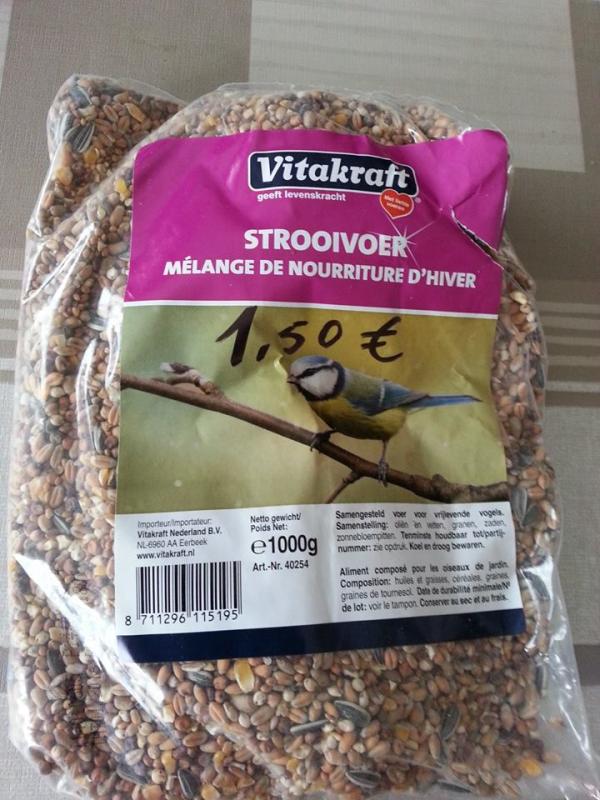 Vitakraft
geeft levenskracht
Met liefde
voeren
STROOIVOER
MÉLANGE DE NOURRITURE D'HIVER
1,50 €
Importeur/Importateur:
Vitakraft Nederland B.V.
NL-6960 AA Eerbeek
www.vitakraft.nl
8 711296 115195
Netto gewicht/
Poids Net:
e1000g
Art.-Nr. 40254
Samengesteld voer voor vrijlevende vogels.
Samenstelling: oliën en vetten, granen, zaden,
zonnebloempitten. Tenminste houdbaar tot/partij-
nummer: zie opdruk. Koel en droog bewaren.
Aliment composé pour les oiseaux de jardin.
Composition: huiles et graisses, céréales, graines,
graines de tournesol. Date de durabilité minimale/N°
de lot: voir le tampon. Conserver au sec et au frais.